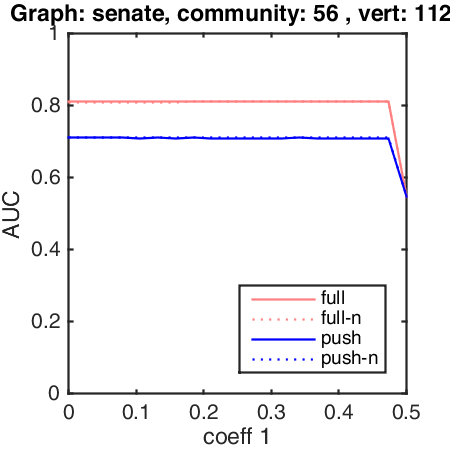 Graph: senate, community: 56 , vert: 112
1
0.8
0.6
0.4
0.2
0
AUC
full
full-n
push
push-n
0 0.1 0.2 0.3 0.4 0.5
coeff 1